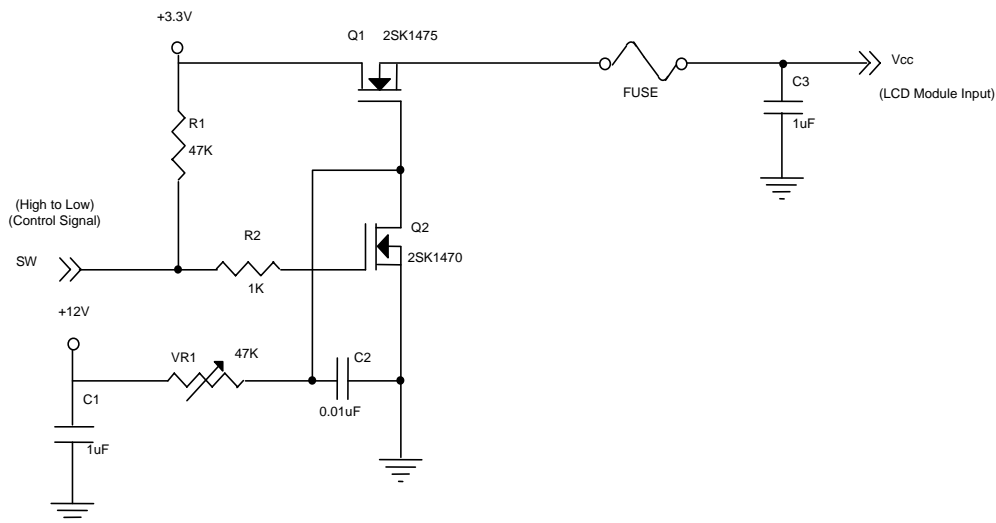 +3.3V
Q1 2SK1475
Vcc
C3
FUSE
(LCD Module Input)
R1
1uF
47K
(High to Low)
(Control Signal)
Q2
R2
SW
2SK1470
1K
+12V
VR1
47K
C2
C1
0.01uF
1uF